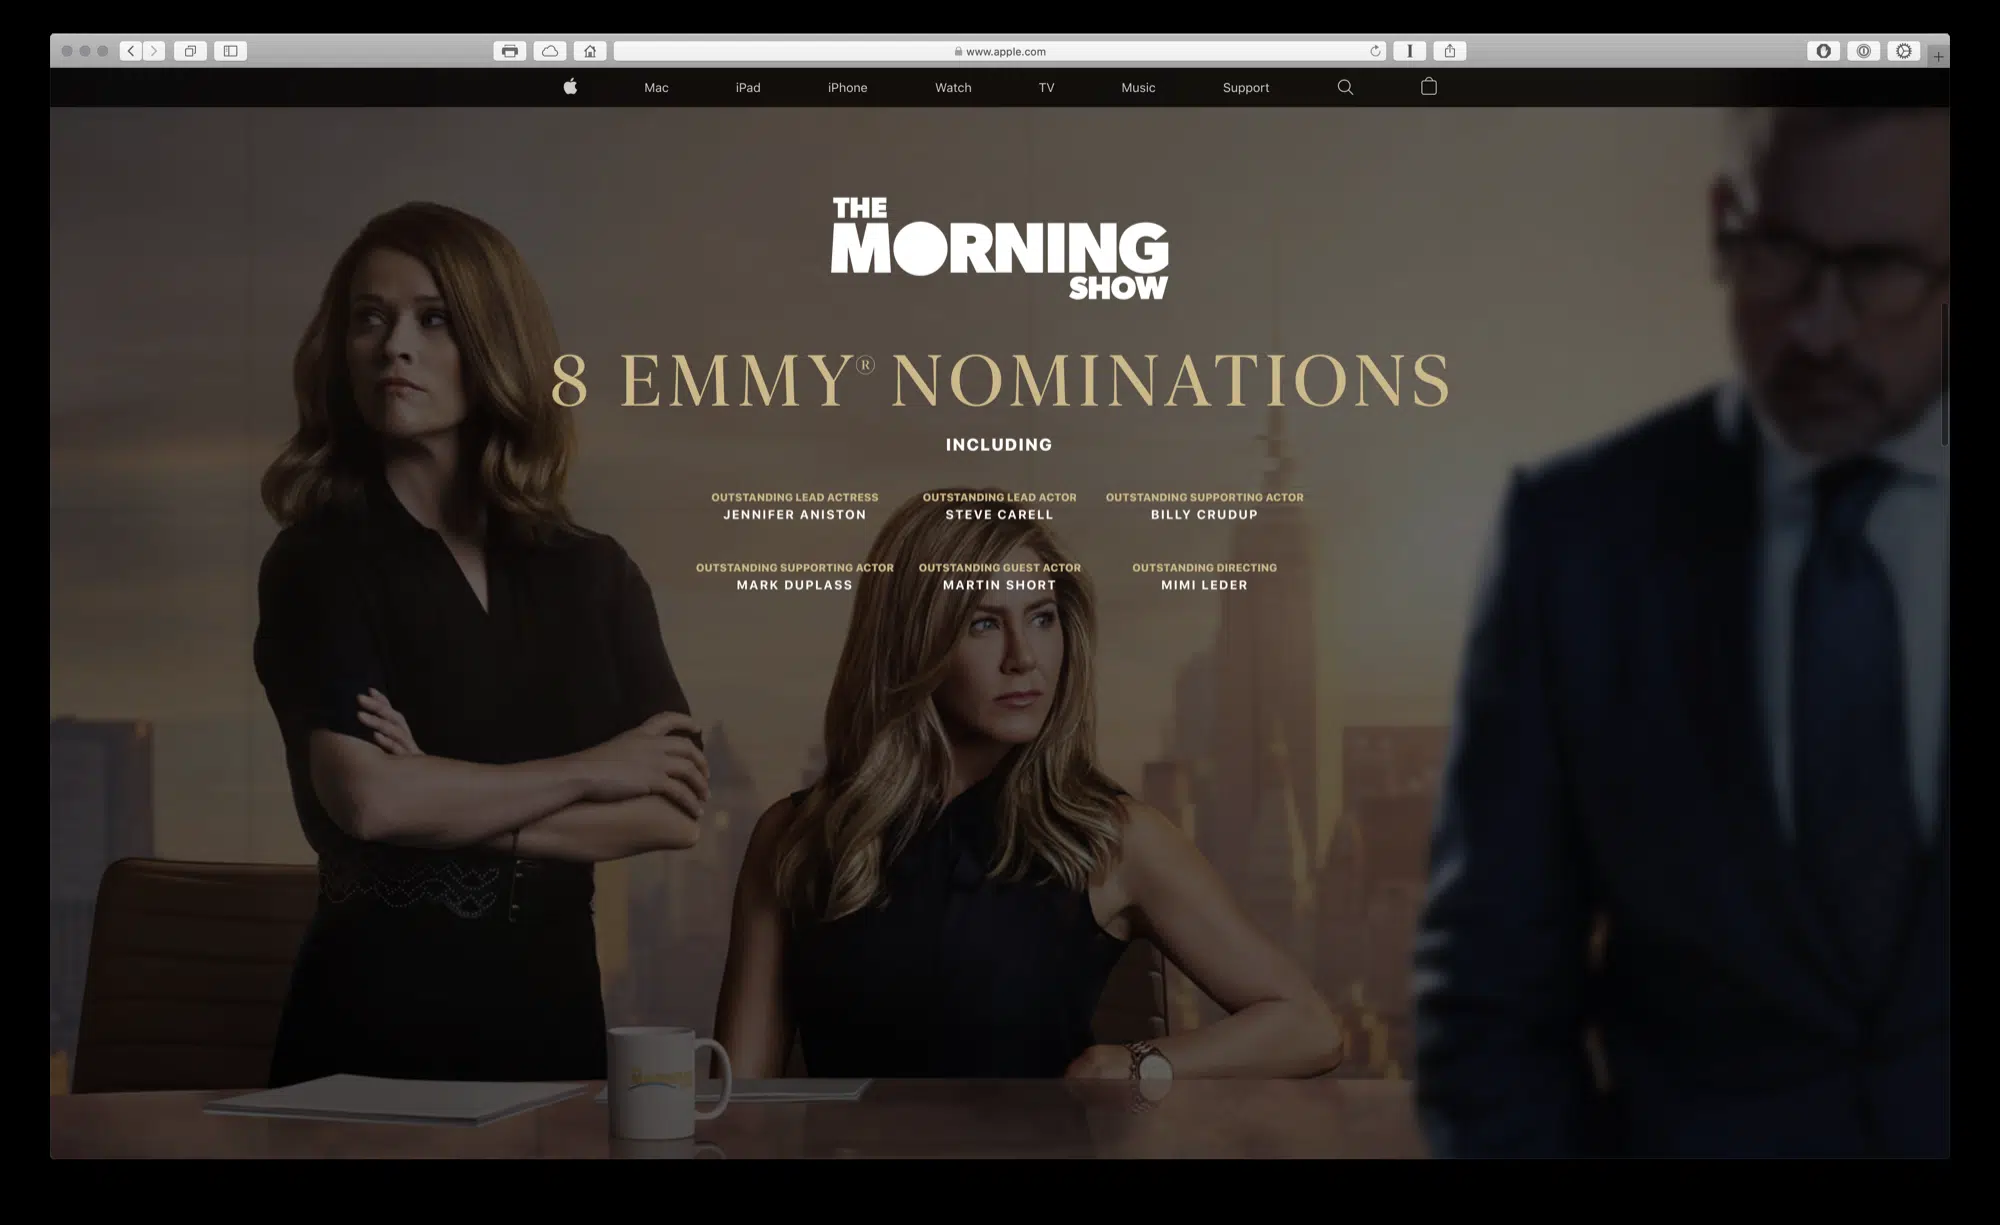 www.apple.com
Mac iPad iPhone Watch TV Music Support
THE
MORNING
SHOW
8 EMMY® NOMINATIONS
INCLUDING
OUTSTANDING LEAD ACTRESS
JENNIFER ANISTON
OUTSTANDING LEAD ACTOR
STEVE CARELL
OUTSTANDING SUPPORTING ACTOR
BILLY CRUDUP
OUTSTANDING SUPPORTING ACTOR
MARK DUPLASS
OUTSTANDING GUEST ACTOR
MARTIN SHORT
OUTSTANDING DIRECTING
MIMI LEDER